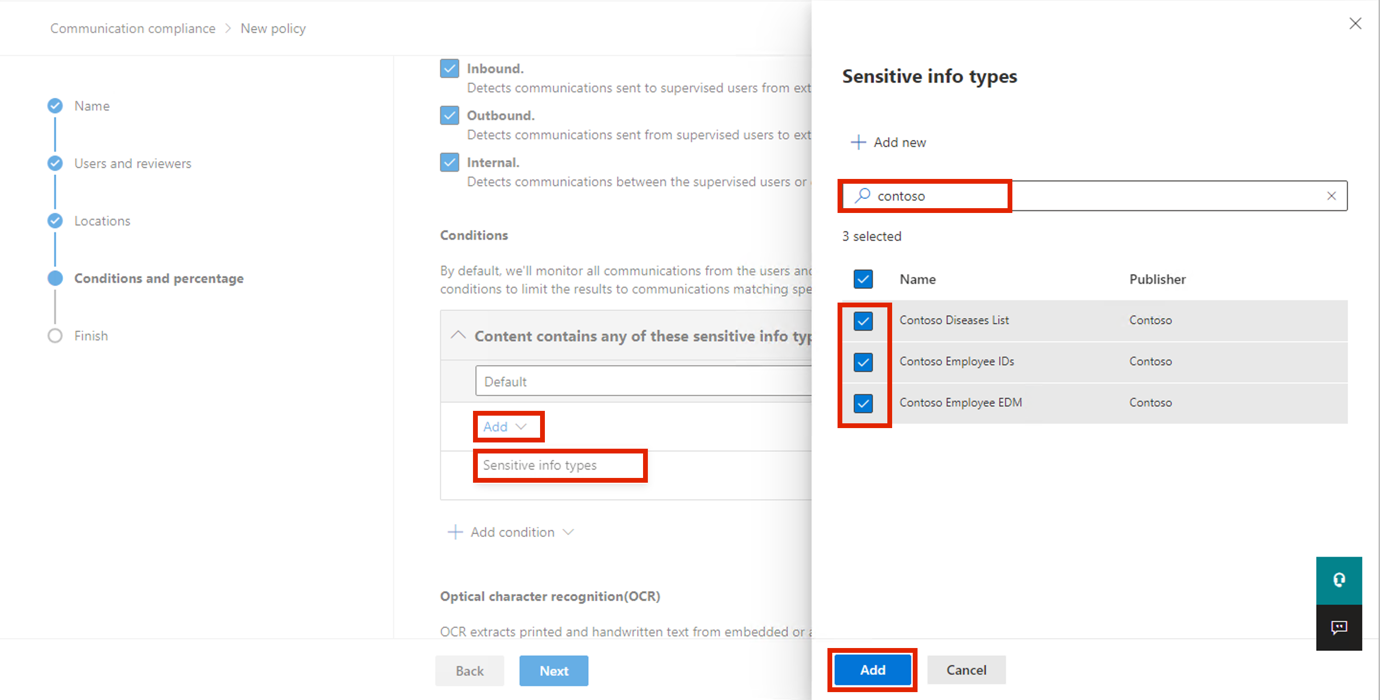 Communication compliance > New policy
Name
Users and reviewers
Locations
Conditions and percentage
Finish
Inbound.
Detects communications sent to supervised users from ext
Outbound.
Detects communications sent from supervised users to ext
Internal.
Detects communications between the supervised users or
Conditions
By default, we'll monitor all communications from the users and
conditions to limit the results to communications matching spe
Content contains any of these sensitive info typ
Default
Add
Sensitive info types
Add condition
Optical character recognition(OCR)
OCR extracts printed and handwritten text from embedded or a
Back
Next
Sensitive info types
Add new
contoso
3 selected
Name Publisher
Contoso Diseases List Contoso
Contoso Employee IDs Contoso
Contoso Employee EDM Contoso
Add
Cancel